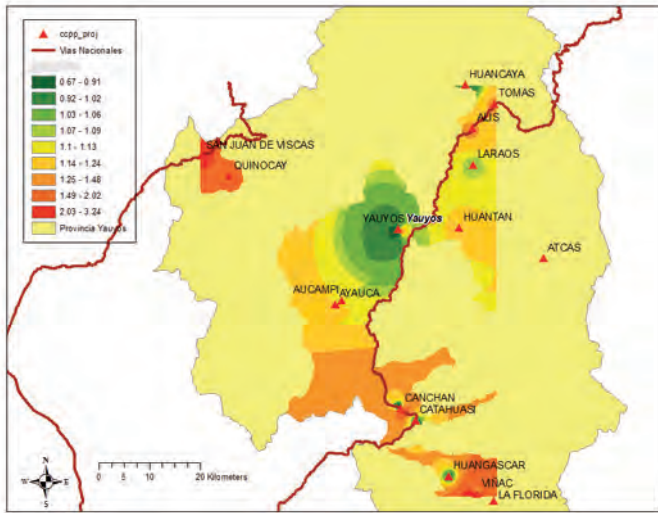 ccpp_proj
Vias Nacionales
0.67 - 0.91
0.92 - 1.02
1.03 - 1.06
1.07 - 1.09
1.1 - 1.13
1.14 - 1.24
1.25 - 1.48
1.49 - 2.02
2.03 - 3.24
Provincia Yauyos
HUANCAYA
TOMAS
ALIS
SAN JUAN DE VISCAS
QUINOCAY
LARAOS
YAUYOS Yauyos
HUANTAN
ATCAS
AUCAMPI
AYAUCA
CANCHAN
CATAHUASI
HUANGASCAR
VIÑAC
LA FLORIDA
N
W E
S
0 5 10 20 Kilometers